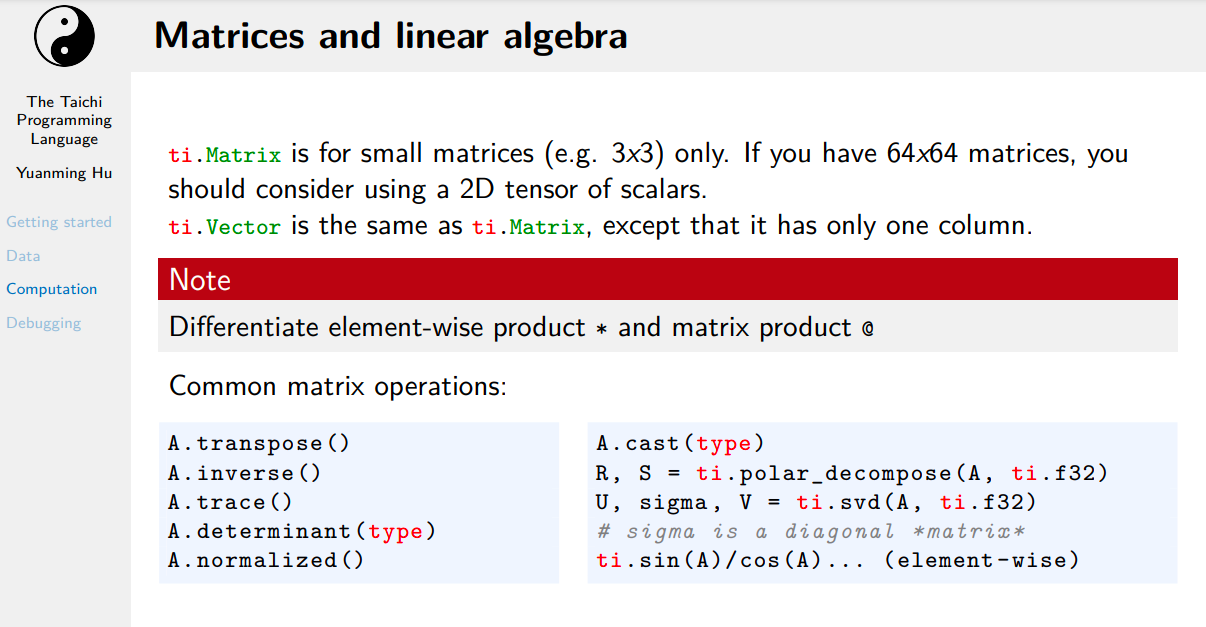 Matrices and linear algebra
The Taichi
Programming
Language
Yuanming Hu
Getting started
Data
Computation
Debugging
ti.Matrix is for small matrices (e.g. 3x3) only. If you have 64x64 matrices, you
should consider using a 2D tensor of scalars.
ti.Vector is the same as ti.Matrix, except that it has only one column.
Note
Differentiate element-wise product * and matrix product @
Common matrix operations:
A.transpose()
A.inverse()
A.trace()
A.determinant(type)
A.normalized()
A.cast(type)
R, S = ti.polar_decompose(A, ti.f32)
U, sigma, V = ti.svd(A, ti.f32)
# sigma is a diagonal *matrix*
ti.sin(A)/cos(A)... (element-wise)